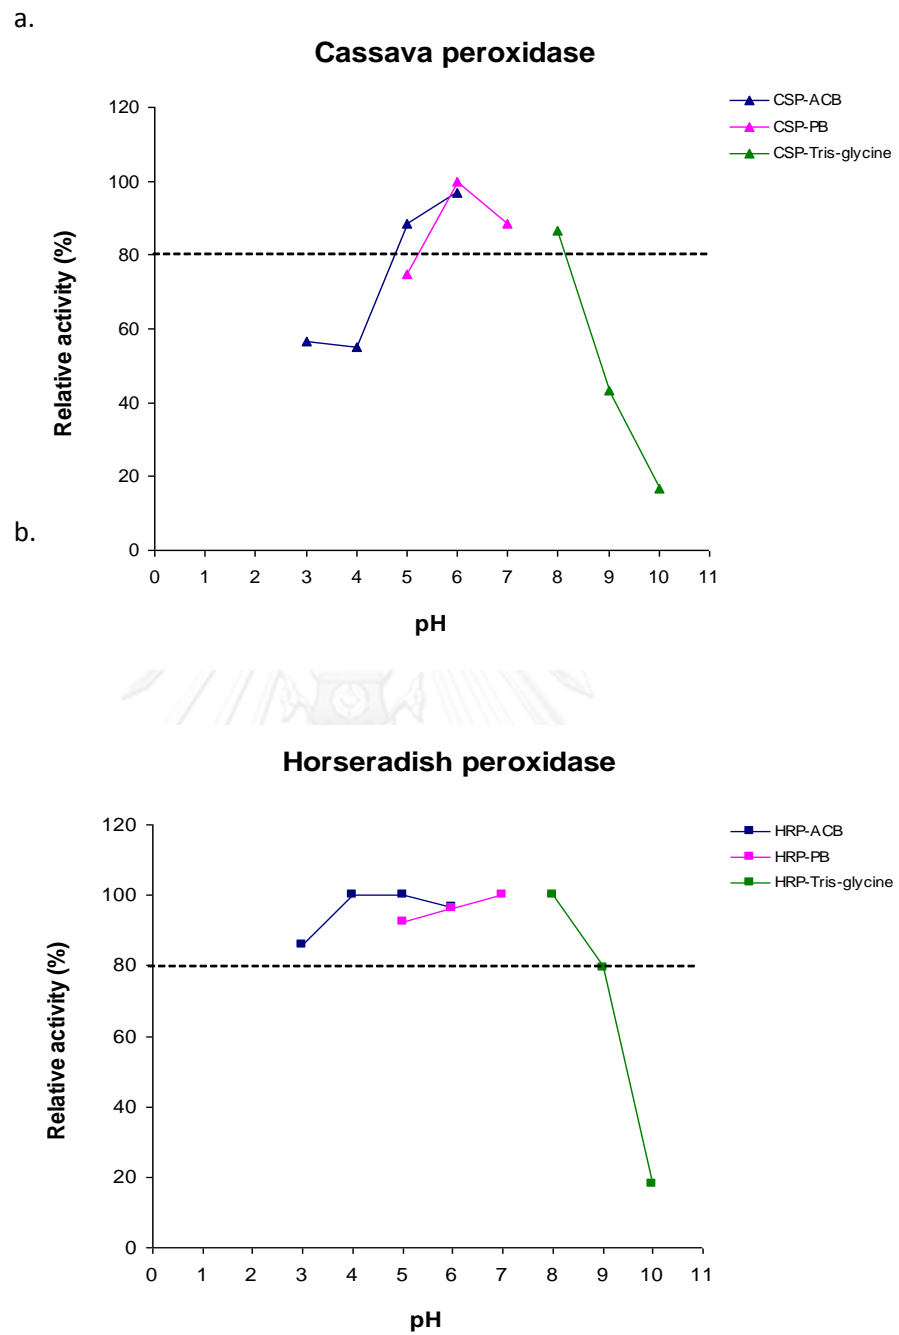 a.
Cassava peroxidase
120
100
80
60
40
20
0
Relative activity (%)
0 1 2 3 4 5 6 7 8 9 10 11
pH
CSP-ACB
CSP-PB
CSP-Tris-glycine
b.
Horseradish peroxidase
120
100
80
60
40
20
0
Relative activity (%)
0 1 2 3 4 5 6 7 8 9 10 11
pH
HRP-ACB
HRP-PB
HRP-Tris-glycine